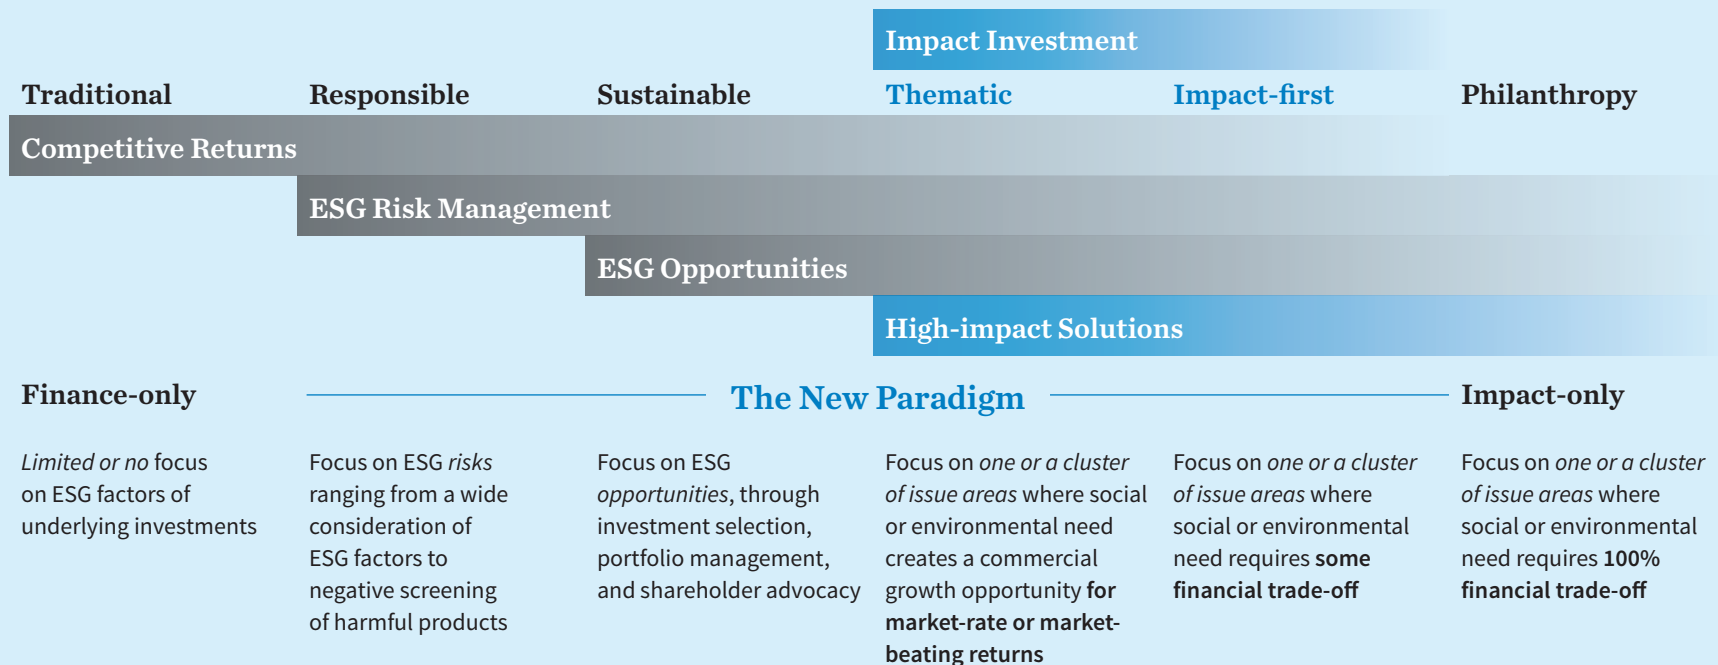 Impact Investment
Traditional
Responsible
Sustainable
Thematic
Impact-first
Philanthropy
Competitive Returns
ESG Risk Management
ESG Opportunities
High-impact Solutions
Finance-only
The New Paradigm
Impact-only
Limited or no focus
on ESG factors of
underlying investments
Focus on ESG risks
ranging from a wide
consideration of
ESG factors to
negative screening
of harmful products
Focus on ESG
opportunities, through
investment selection,
portfolio management,
and shareholder advocacy
Focus on one or a cluster
of issue areas where social
or environmental need
creates a commercial
growth opportunity for
market-rate or market-
beating returns
Focus on one or a cluster
of issue areas where
social or environmental
need requires some
financial trade-off
Focus on one or a cluster
of issue areas where
social or environmental
need requires 100%
financial trade-off